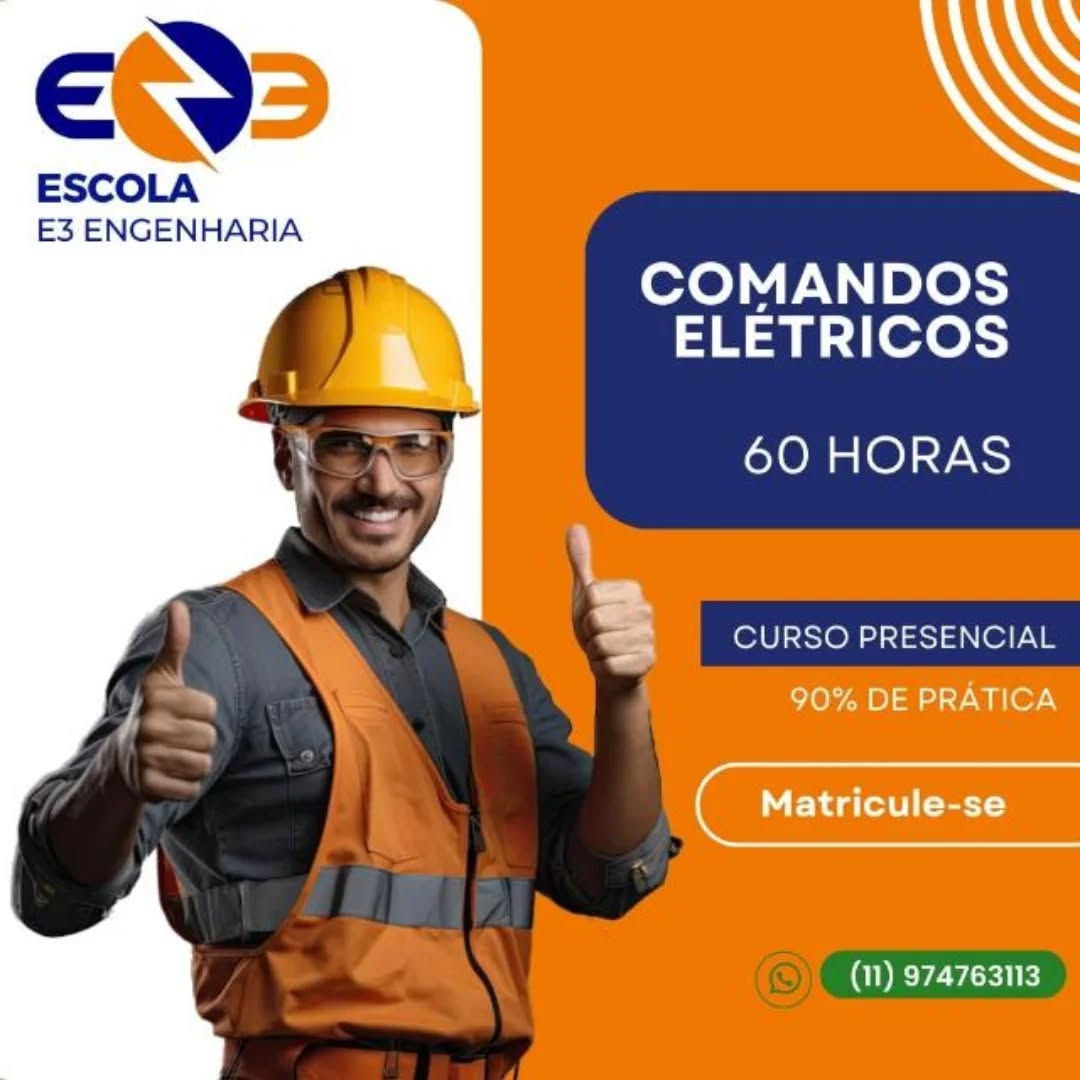 E3
ESCOLA
E3 ENGENHARIA
COMANDOS
ELÉTRICOS
60 HORAS
CURSO PRESENCIAL
90% DE PRÁTICA
Matricule-se
(11) 974763113